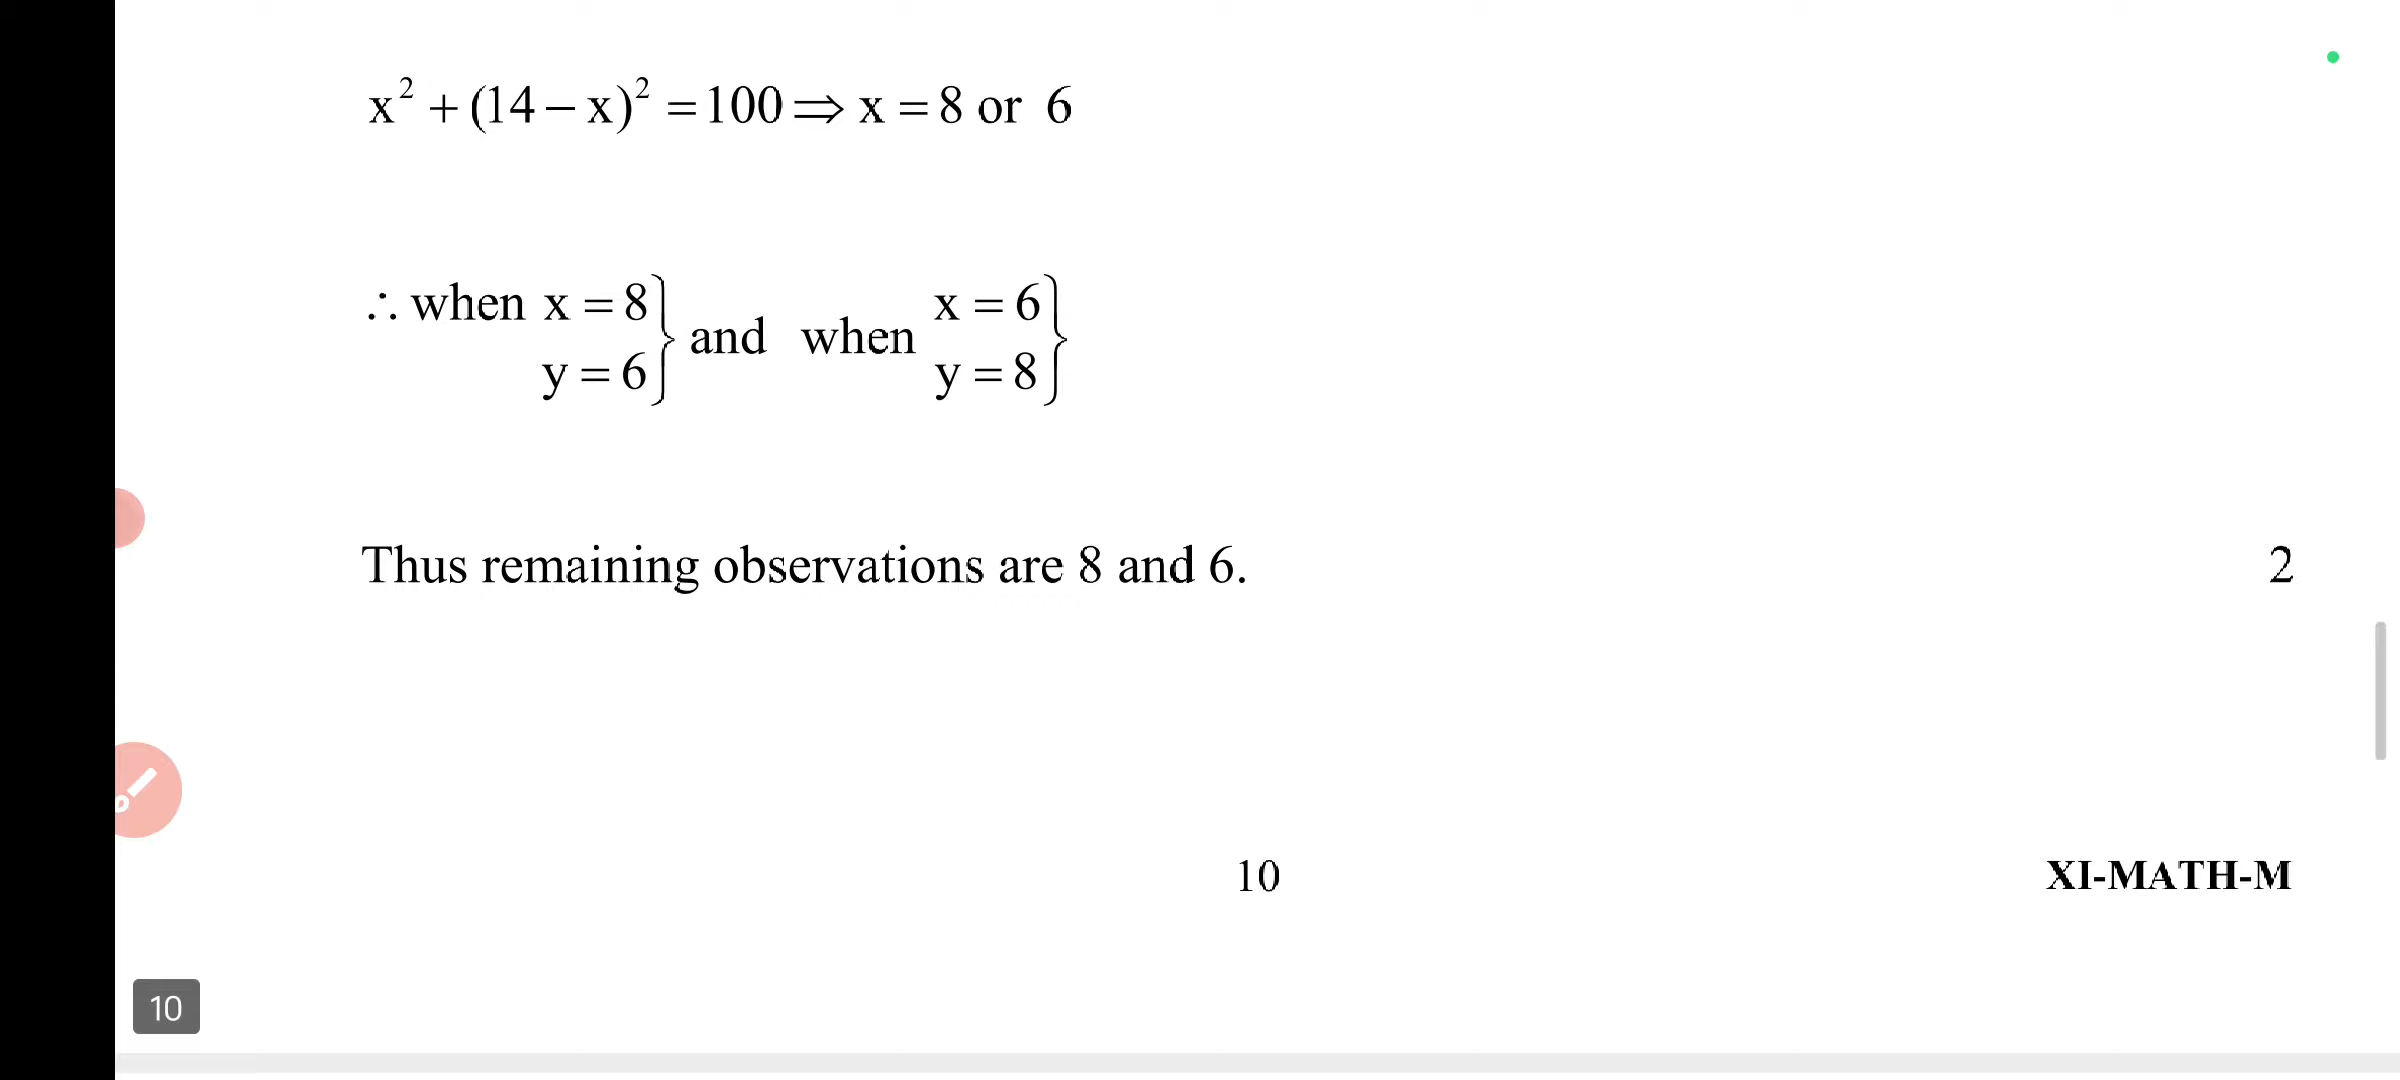 x² + (14 − x)² = 100 ⇒ x = 8 or 6
∴ when x = 8 } and when x = 6 }
y = 6 y = 8
Thus remaining observations are 8 and 6. 2
10 XI-MATH-M
10